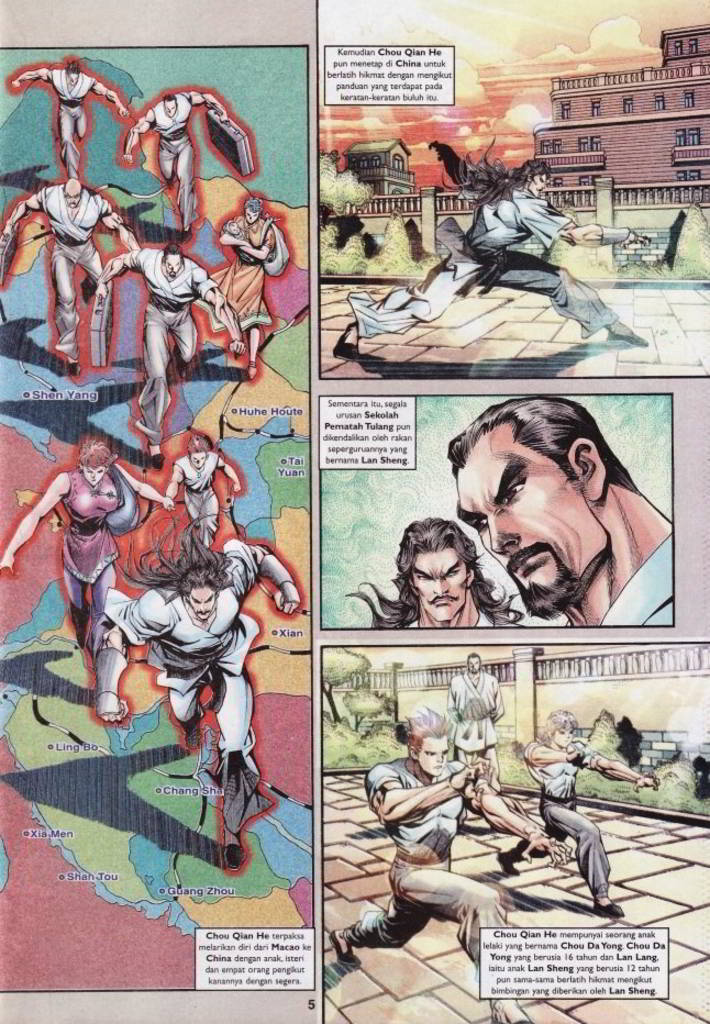 Shen Yang
Huhe Houte
Tai
Yuan
Xian
Ling Bo
Chang Sha
Xia Men
Shan Tou
Guang Zhou
Chou Qian He terpaksa
melarikan diri dari Macao ke
China dengan anak, isteri
dan empat orang pengikut
kanannya dengan segera.
Kemudian Chou Qian He
pun menetap di China untuk
berlatih hikmat dengan mengikut
panduan yang terdapat pada
keratan-keratan buluh itu.
Sementara itu, segala
urusan Sekolah
Pematah Tulang pun
dikendalikan oleh rakan
seperguruannya yang
bernama Lan Sheng.
Chou Qian He mempunyai seorang anak
lelaki yang bernama Chou Da Yong. Chou Da
Yong yang berusia 16 tahun dan Lan Lang,
iaitu anak Lan Sheng yang berusia 12 tahun
pun sama-sama berlatih hikmat mengikut
bimbingan yang diberikan oleh Lan Sheng.
5